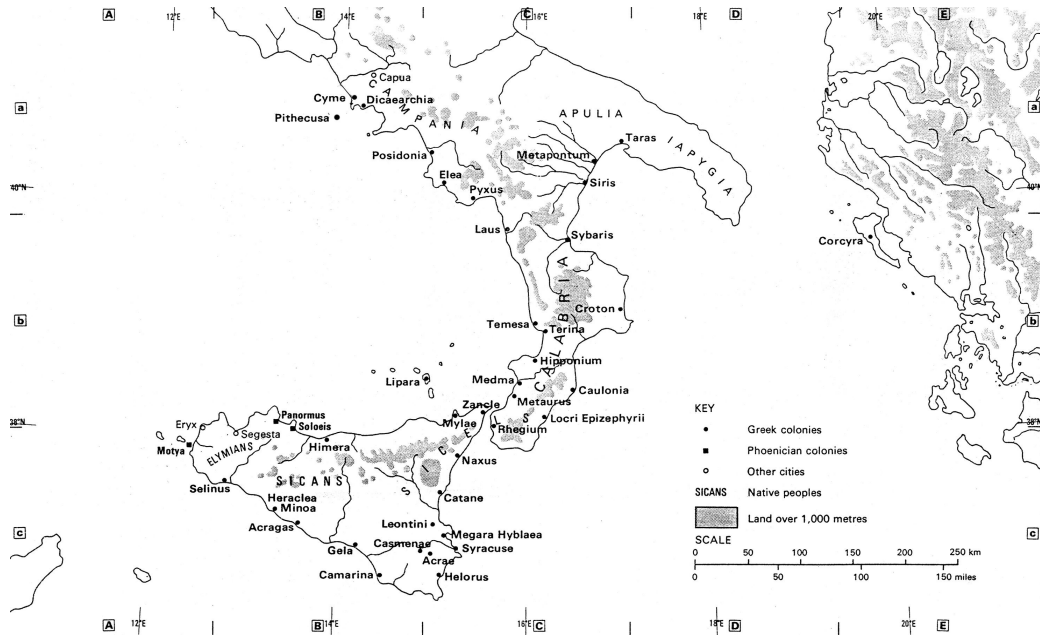 A
12°E
B
14°E
C
16°E
D
20°E
E
Capua
Cyme
Dicaearchia
CAMPANIA
Pithecusa
APULIA
a
a
Taras
IAPYGIA
Posidonia
Metapontum
Elea
Siris
40°N
40°N
Pyxus
Laus
Sybaris
Corcyra
CALABRIA
Croton
b
b
Temesa
Terina
Hipponium
Lipara
Medma
Caulonia
Metaurus
Zancle
Locri Epizephyrii
Mylae
Rhegium
Panormus
Soloeis
Eryx
Segesta
38°N
38°N
Motya
ELYMIANS
Himera
SICELS
Naxus
SICANS
Selinus
Catane
Heraclea
Minoa
Acragas
Leontini
Megara Hyblaea
c
c
Casmenae
Syracuse
Gela
Acrae
Camarina
Helorus
KEY
Greek colonies
Phoenician colonies
Other cities
SICANS Native peoples
Land over 1,000 metres
SCALE
0 50 100 150 200 250 km
0 50 100 150 miles
A
12°E
B
14°E
16°E
C
18°E
D
20°E
E